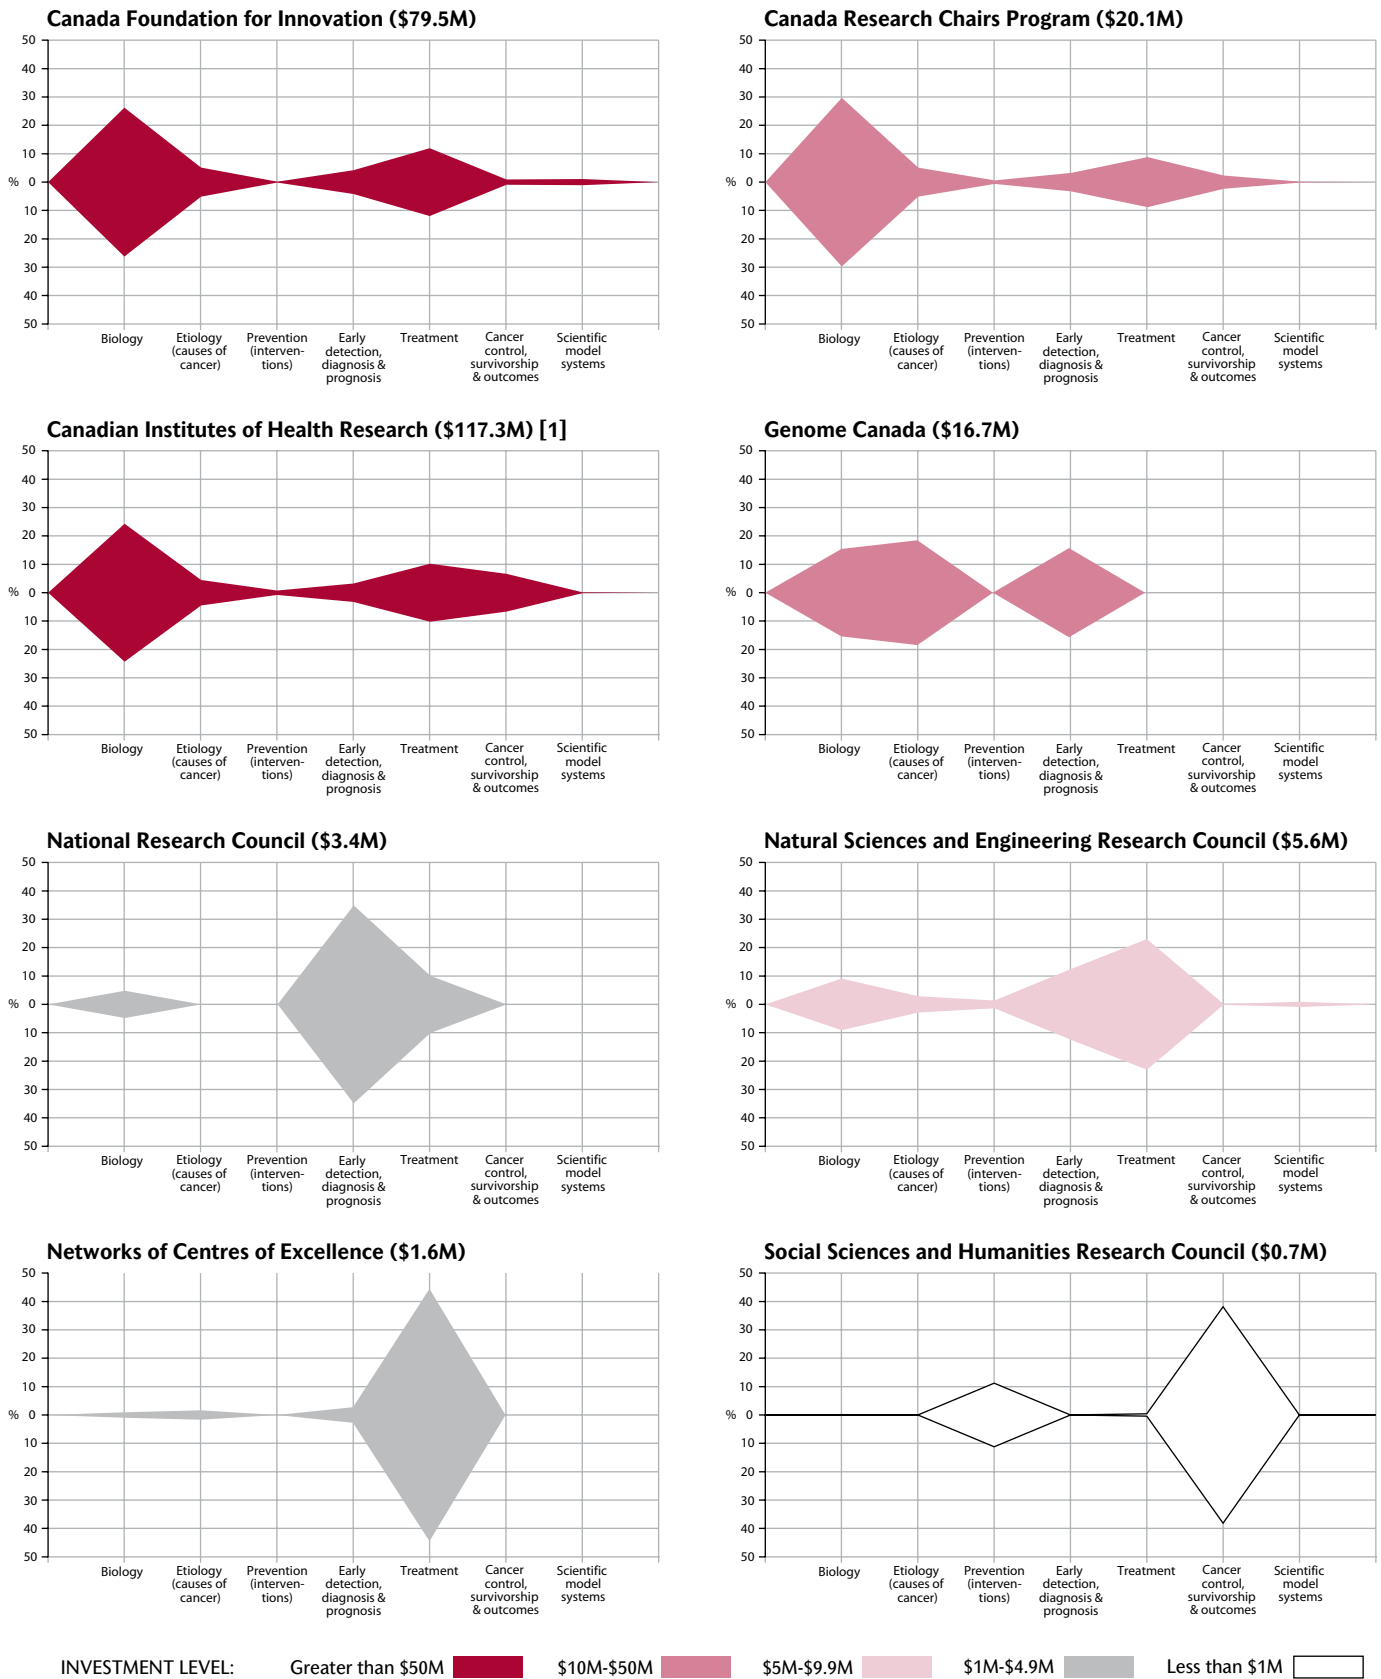 Canada Foundation for Innovation ($79.5M)
50
40
30
20
10
% 0
10
20
30
40
50
Biology
Etiology
(causes of
cancer)
Prevention
(interven-
tions)
Early
detection,
diagnosis &
prognosis
Treatment
Cancer
control,
survivorship
& outcomes
Scientific
model
systems
Canada Research Chairs Program ($20.1M)
50
40
30
20
10
% 0
10
20
30
40
50
Biology
Etiology
(causes of
cancer)
Prevention
(interven-
tions)
Early
detection,
diagnosis &
prognosis
Treatment
Cancer
control,
survivorship
& outcomes
Scientific
model
systems
Canadian Institutes of Health Research ($117.3M) [1]
50
40
30
20
10
% 0
10
20
30
40
50
Biology
Etiology
(causes of
cancer)
Prevention
(interven-
tions)
Early
detection,
diagnosis &
prognosis
Treatment
Cancer
control,
survivorship
& outcomes
Scientific
model
systems
Genome Canada ($16.7M)
50
40
30
20
10
% 0
10
20
30
40
50
Biology
Etiology
(causes of
cancer)
Prevention
(interven-
tions)
Early
detection,
diagnosis &
prognosis
Treatment
Cancer
control,
survivorship
& outcomes
Scientific
model
systems
National Research Council ($3.4M)
50
40
30
20
10
% 0
10
20
30
40
50
Biology
Etiology
(causes of
cancer)
Prevention
(interven-
tions)
Early
detection,
diagnosis &
prognosis
Treatment
Cancer
control,
survivorship
& outcomes
Scientific
model
systems
Natural Sciences and Engineering Research Council ($5.6M)
50
40
30
20
10
% 0
10
20
30
40
50
Biology
Etiology
(causes of
cancer)
Prevention
(interven-
tions)
Early
detection,
diagnosis &
prognosis
Treatment
Cancer
control,
survivorship
& outcomes
Scientific
model
systems
Networks of Centres of Excellence ($1.6M)
50
40
30
20
10
% 0
10
20
30
40
50
Biology
Etiology
(causes of
cancer)
Prevention
(interven-
tions)
Early
detection,
diagnosis &
prognosis
Treatment
Cancer
control,
survivorship
& outcomes
Scientific
model
systems
Social Sciences and Humanities Research Council ($0.7M)
50
40
30
20
10
% 0
10
20
30
40
50
Biology
Etiology
(causes of
cancer)
Prevention
(interven-
tions)
Early
detection,
diagnosis &
prognosis
Treatment
Cancer
control,
survivorship
& outcomes
Scientific
model
systems
INVESTMENT LEVEL: Greater than $50M $10M-$50M $5M-$9.9M $1M-$4.9M Less than $1M